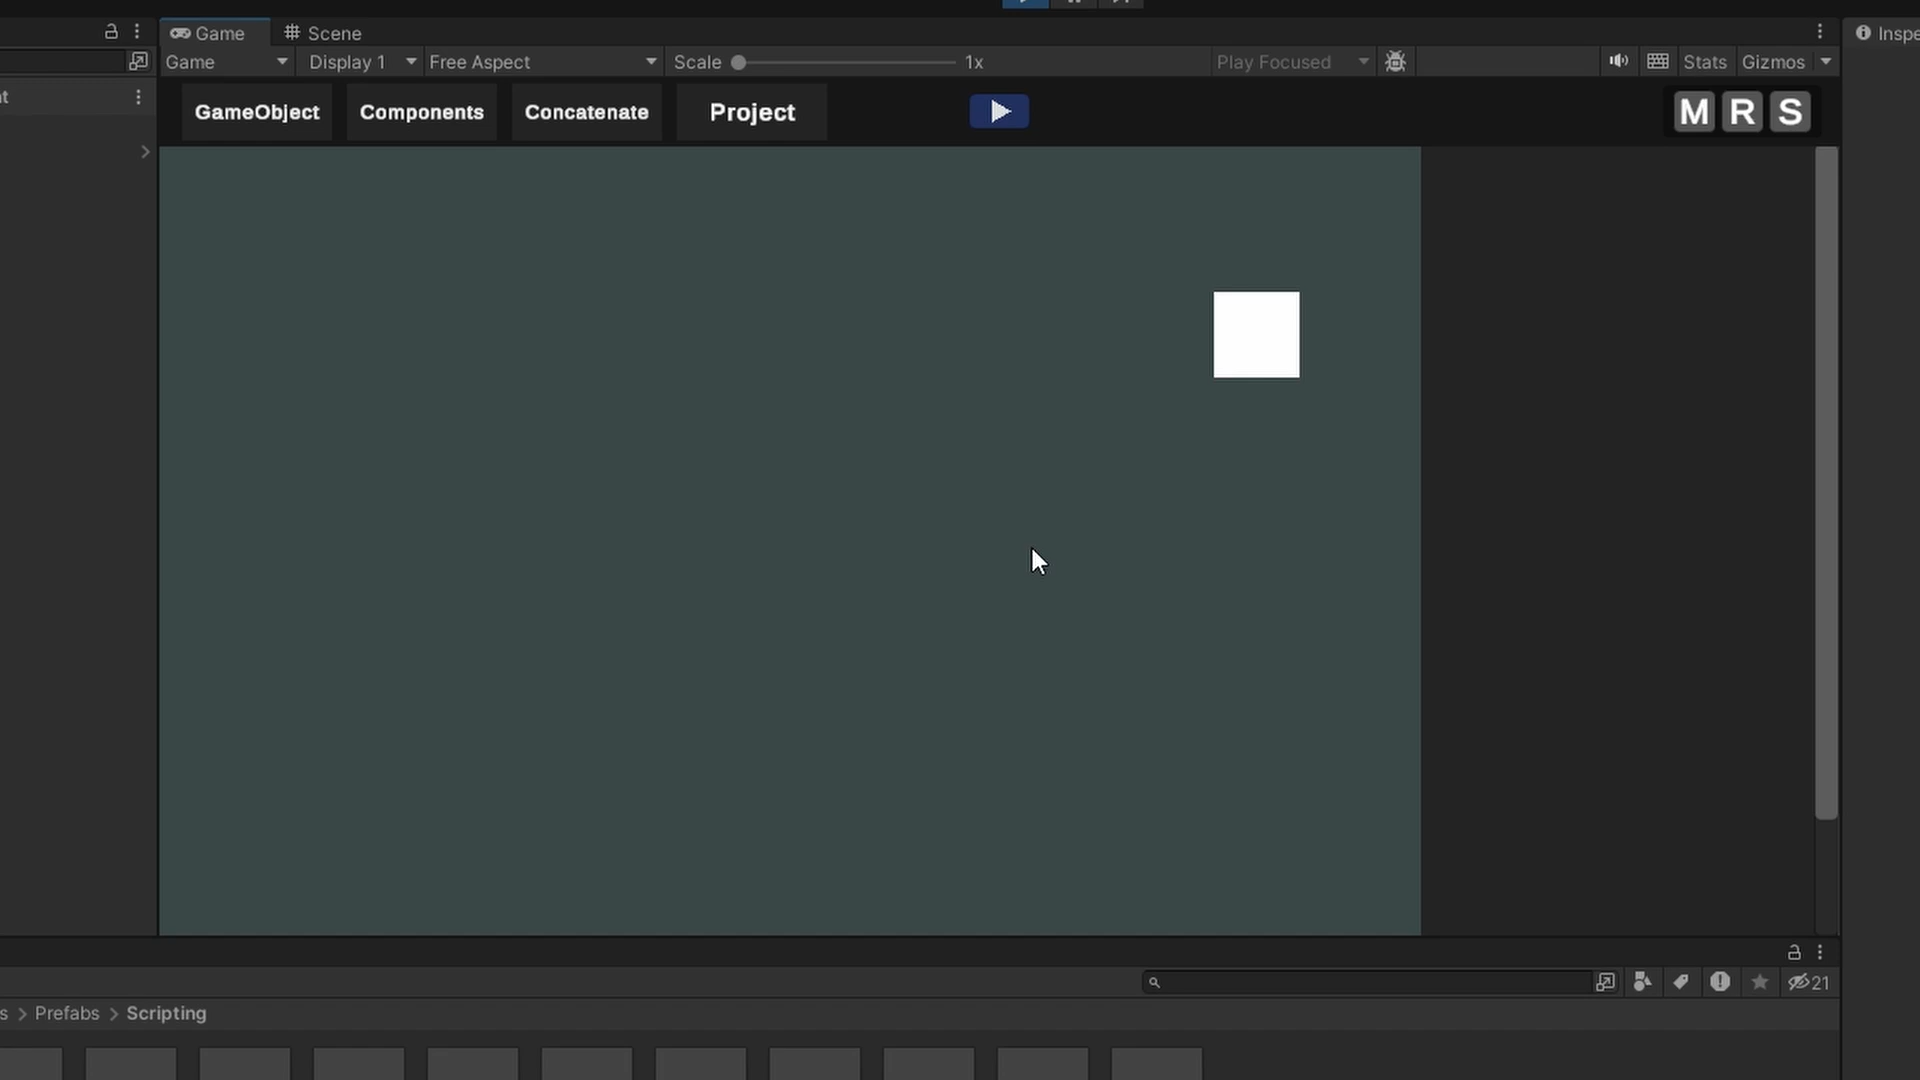 Game
Scene
Game
Display 1
Free Aspect
Scale
1x
Play Focused
Stats
Gizmos
GameObject
Components
Concatenate
Project
M R S
21
Prefabs > Scripting